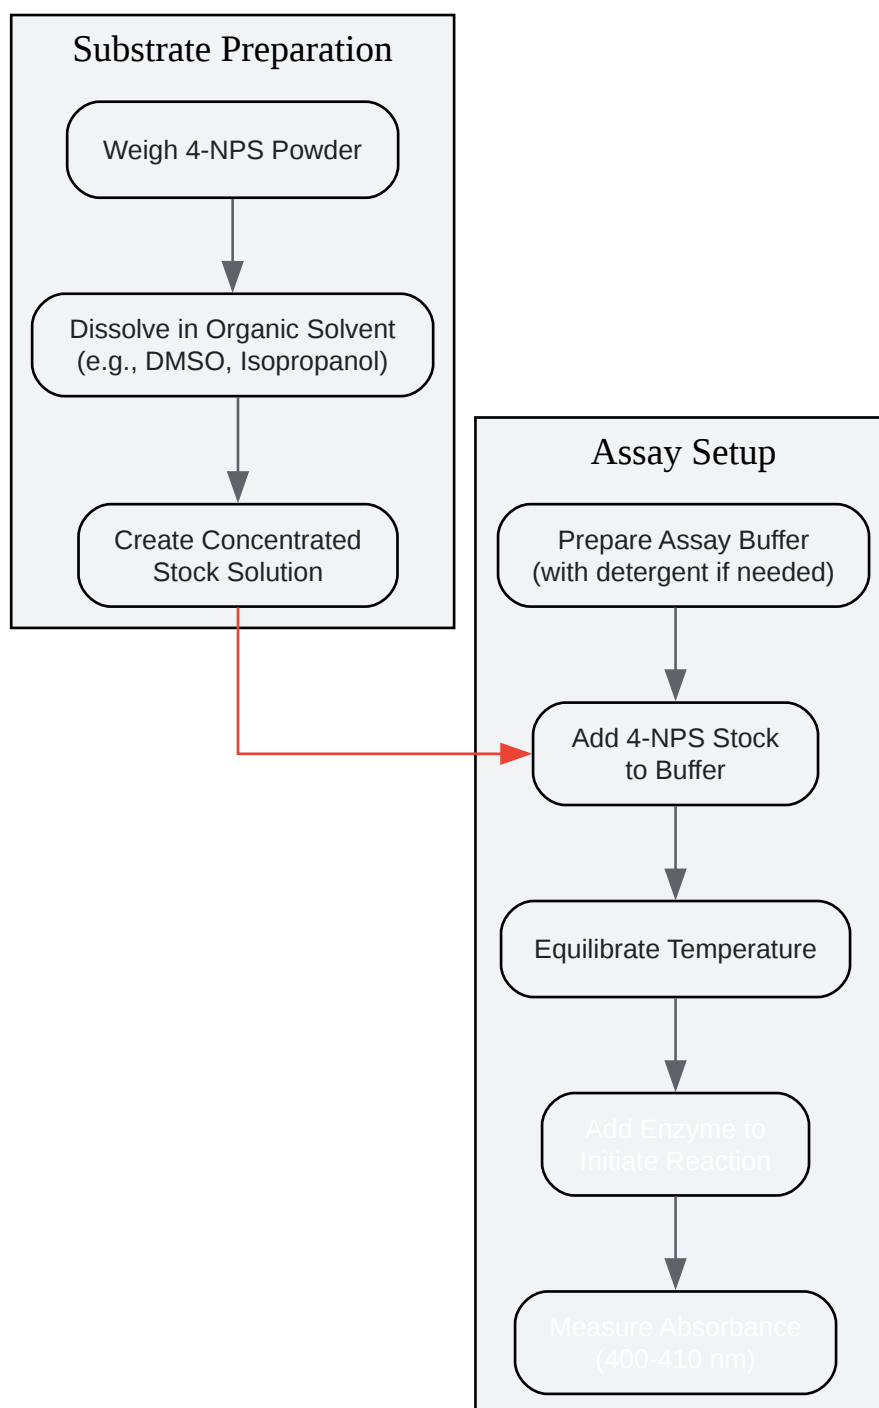 Substrate Preparation
Weigh 4-NPS Powder
Dissolve in Organic Solvent
(e.g., DMSO, Isopropanol)
Create Concentrated
Stock Solution
Assay Setup
Prepare Assay Buffer
(with detergent if needed)
Add 4-NPS Stock
to Buffer
Equilibrate Temperature
Add Enzyme to
Initiate Reaction
Measure Absorbance
(400-410 nm)